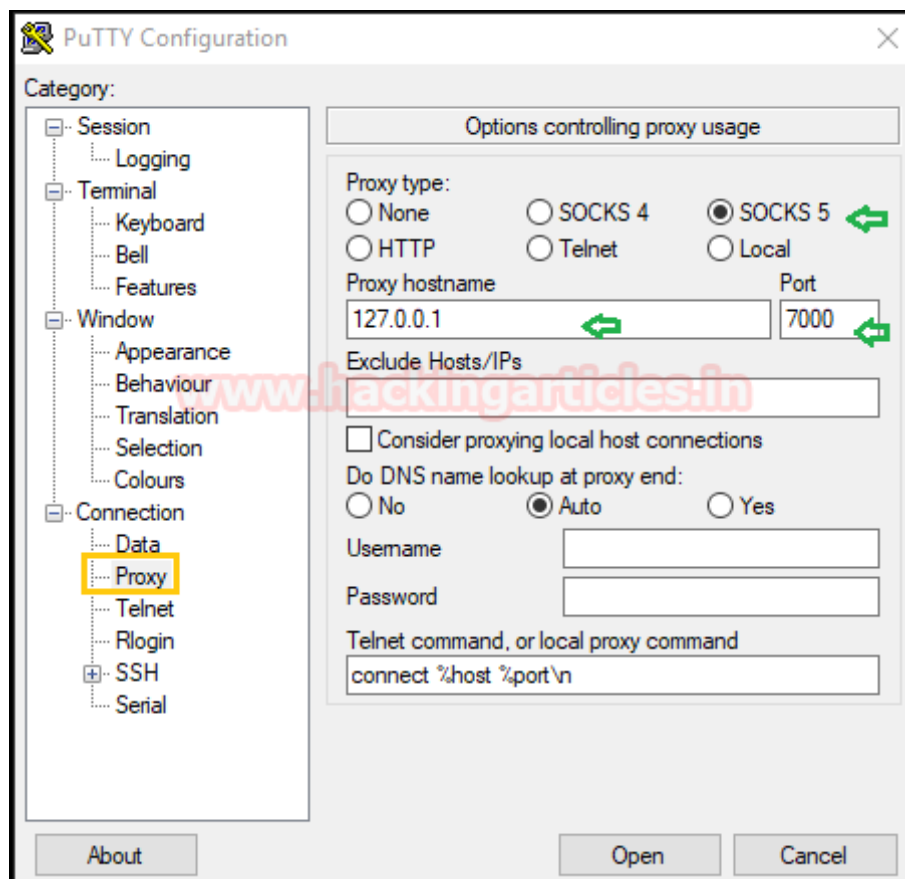 PuTTY Configuration
Category:
Session
Logging
Terminal
Keyboard
Bell
Features
Window
Appearance
Behaviour
Translation
Selection
Colours
Connection
Data
Proxy
Telnet
Rlogin
SSH
Serial
Options controlling proxy usage
Proxy type:
None SOCKS 4 SOCKS 5
HTTP Telnet Local
Proxy hostname Port
127.0.0.1 7000
Exclude Hosts/IPs
www.hackingarticles.in
Consider proxying local host connections
Do DNS name lookup at proxy end:
No Auto Yes
Username
Password
Telnet command, or local proxy command
connect %host %port\n
About Open Cancel